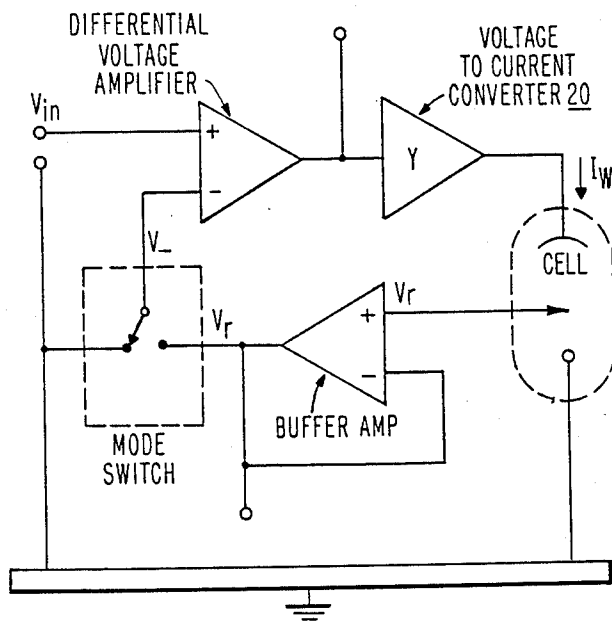 DIFFERENTIAL
VOLTAGE
AMPLIFIER
VOLTAGE
TO CURRENT
CONVERTER 20
Vin
+
−
Y
IW
CELL
V−
Vr
Vr
+
−
BUFFER AMP
MODE
SWITCH